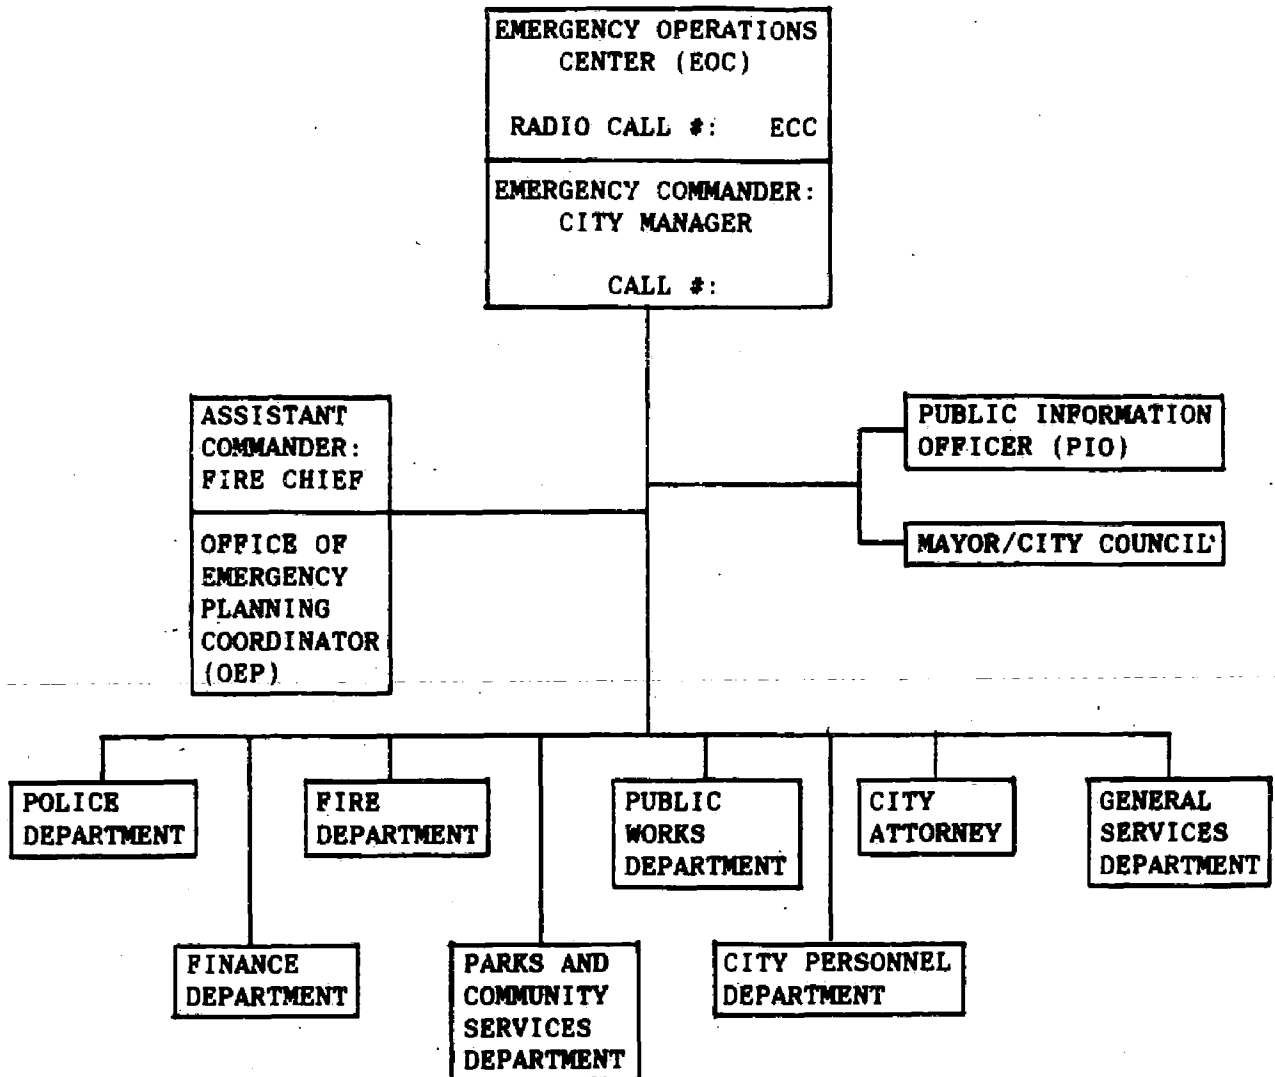 EMERGENCY OPERATIONS
CENTER (EOC)
RADIO CALL #: ECC
EMERGENCY COMMANDER:
CITY MANAGER
CALL #:
ASSISTANT
COMMANDER:
FIRE CHIEF
OFFICE OF
EMERGENCY
PLANNING
COORDINATOR
(OEP)
PUBLIC INFORMATION
OFFICER (PIO)
MAYOR/CITY COUNCIL
POLICE
DEPARTMENT
FIRE
DEPARTMENT
PUBLIC
WORKS
DEPARTMENT
CITY
ATTORNEY
GENERAL
SERVICES
DEPARTMENT
FINANCE
DEPARTMENT
PARKS AND
COMMUNITY
SERVICES
DEPARTMENT
CITY PERSONNEL
DEPARTMENT